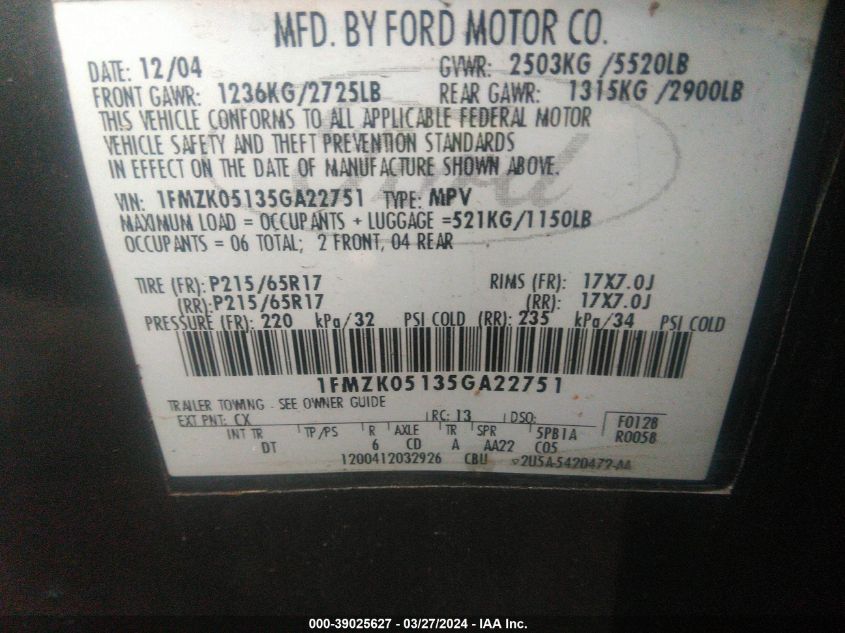 MFD. BY FORD MOTOR CO.
DATE: 12/04 GVWR: 2503KG /5520LB
FRONT GAWR: 1236KG/2725LB REAR GAWR: 1315KG /2900LB
THIS VEHICLE CONFORMS TO ALL APPLICABLE FEDERAL MOTOR
VEHICLE SAFETY AND THEFT PREVENTION STANDARDS
IN EFFECT ON THE DATE OF MANUFACTURE SHOWN ABOVE.
Ford
VIN: 1FMZK05135GA22751 TYPE: MPV
MAXIMUM LOAD = OCCUPANTS + LUGGAGE =521KG/1150LB
OCCUPANTS = 06 TOTAL; 2 FRONT, 04 REAR
TIRE (FR): P215/65R17 RIMS (FR): 17X7.0J
(RR): P215/65R17 (RR): 17X7.0J
PRESSURE (FR): 220 kPa/32 PSI COLD (RR): 235 kPa/34 PSI COLD
1FMZK05135GA22751
TRAILER TOWING - SEE OWNER GUIDE
EXT PNT: CX RC: 13 DSO: F0128
INT TR TP/PS R AXLE TR SPR 5PB1A R0058
DT 6 CD A AA22 C05
1200412032926 CBU 2U5A-5420472-AA
000-39025627 - 03/27/2024 - IAA Inc.